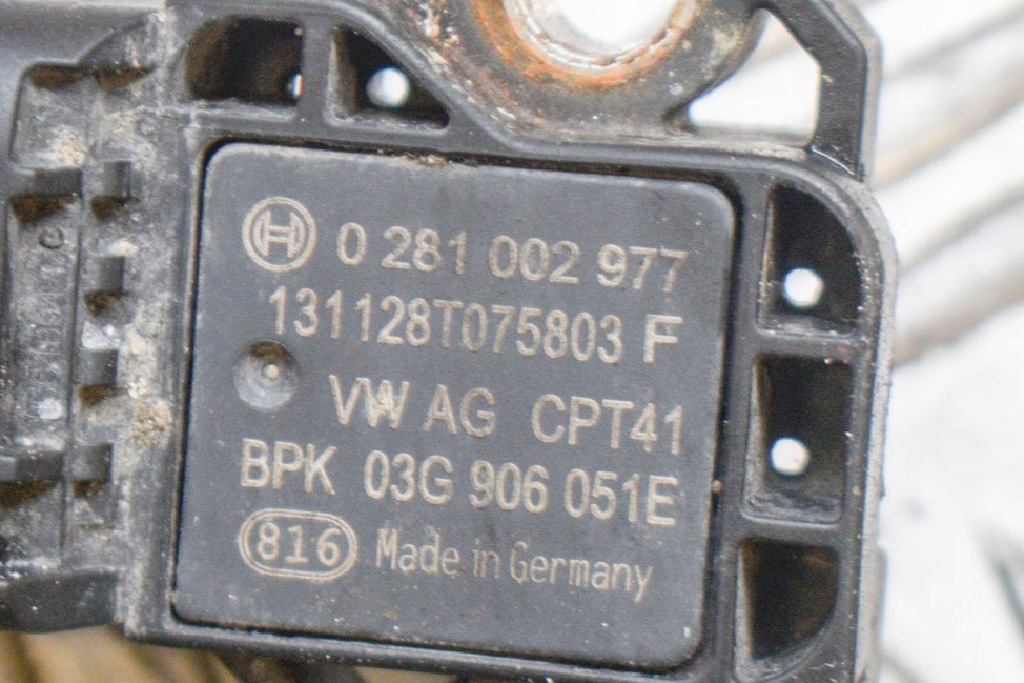 0 281 002 977
131128T075803 F
VW AG CPT41
BPK 03G 906 051E
816 Made in Germany